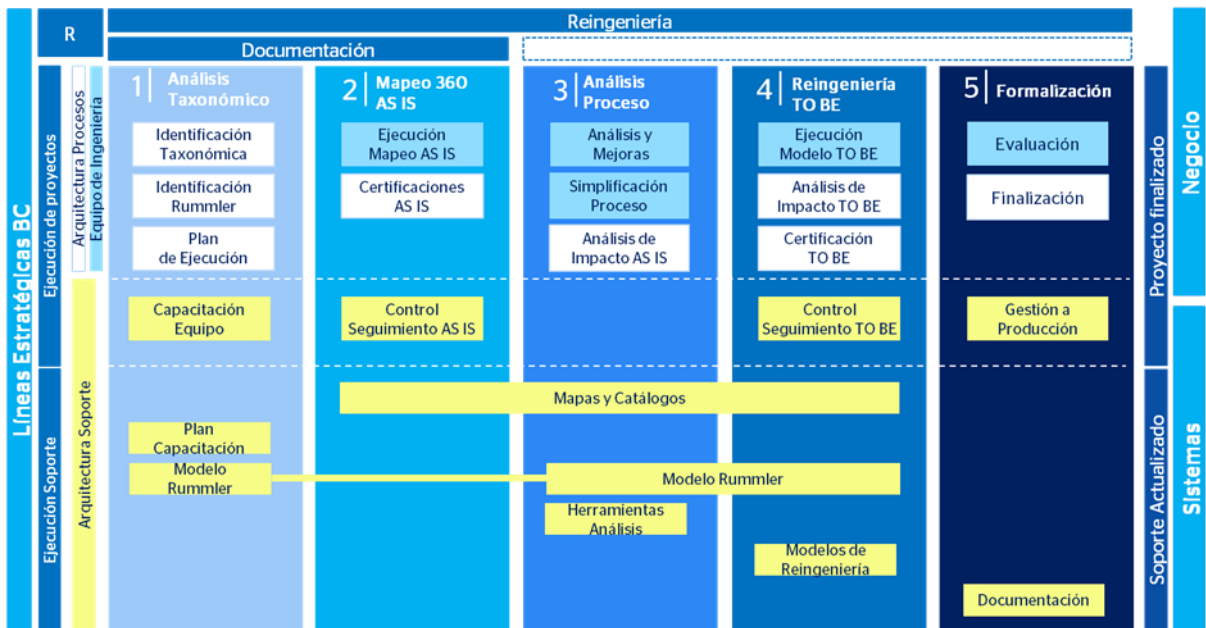 Líneas Estratégicas BC
R
Reingeniería
Documentación
Ejecución de proyectos
Arquitectura Procesos
Equipo de Ingeniería
1
Análisis
Taxonómico
Identificación
Taxonómica
Identificación
Rummler
Plan
de Ejecución
2
Mapeo 360
AS IS
Ejecución
Mapeo AS IS
Certificaciones
AS IS
3
Análisis
Proceso
Análisis y
Mejoras
Simplificación
Proceso
Análisis de
Impacto AS IS
4
Reingeniería
TO BE
Ejecución
Modelo TO BE
Análisis de
Impacto TO BE
Certificación
TO BE
5
Formalización
Evaluación
Finalización
Proyecto finalizado
Negocio
Arquitectura Soporte
Capacitación
Equipo
Control
Seguimiento AS IS
Control
Seguimiento TO BE
Gestión a
Producción
Ejecución Soporte
Mapas y Catálogos
Plan
Capacitación
Modelo
Rummler
Modelo Rummler
Herramientas
Análisis
Modelos de
Reingeniería
Documentación
Soporte Actualizado
Sistemas